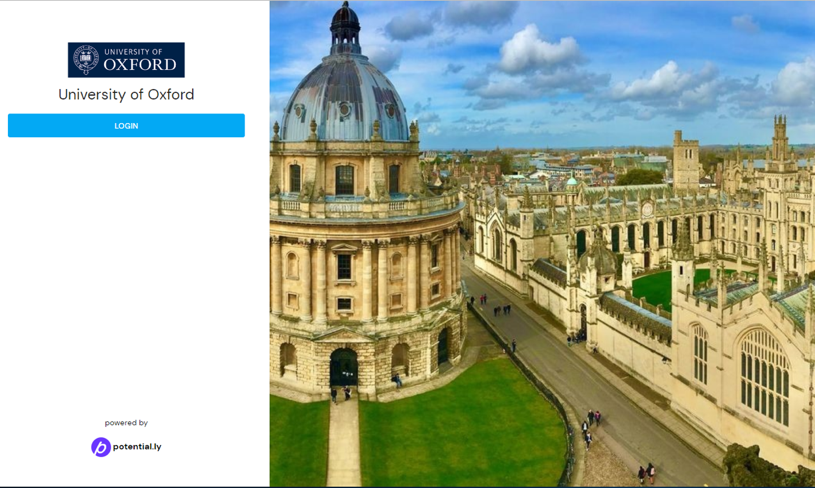 UNIVERSITY OF
OXFORD
University of Oxford
LOGIN
powered by
potential.ly